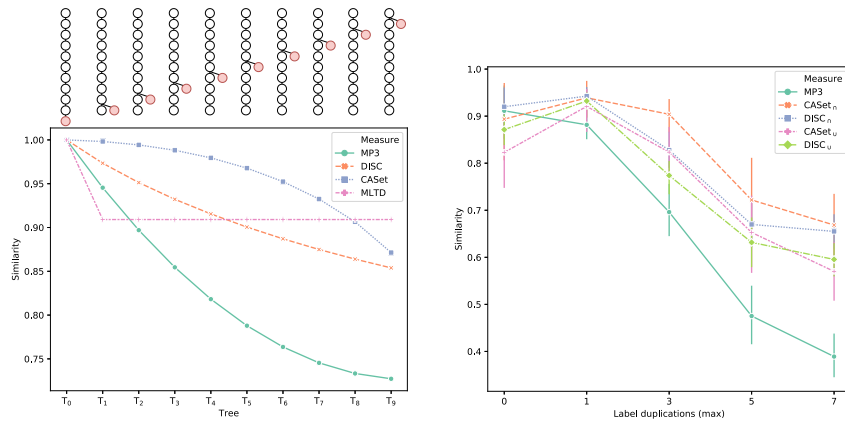 1.00
0.95
0.90
0.85
0.80
0.75
Similarity
T₀ T₁ T₂ T₃ T₄ T₅ T₆ T₇ T₈ T₉
Tree
Measure
MP3
DISC
CASet
MLTD
1.0
0.9
0.8
0.7
0.6
0.5
0.4
Similarity
0 1 3 5 7
Label duplications (max)
Measure
MP3
CASet∩
DISC∩
CASet∪
DISC∪